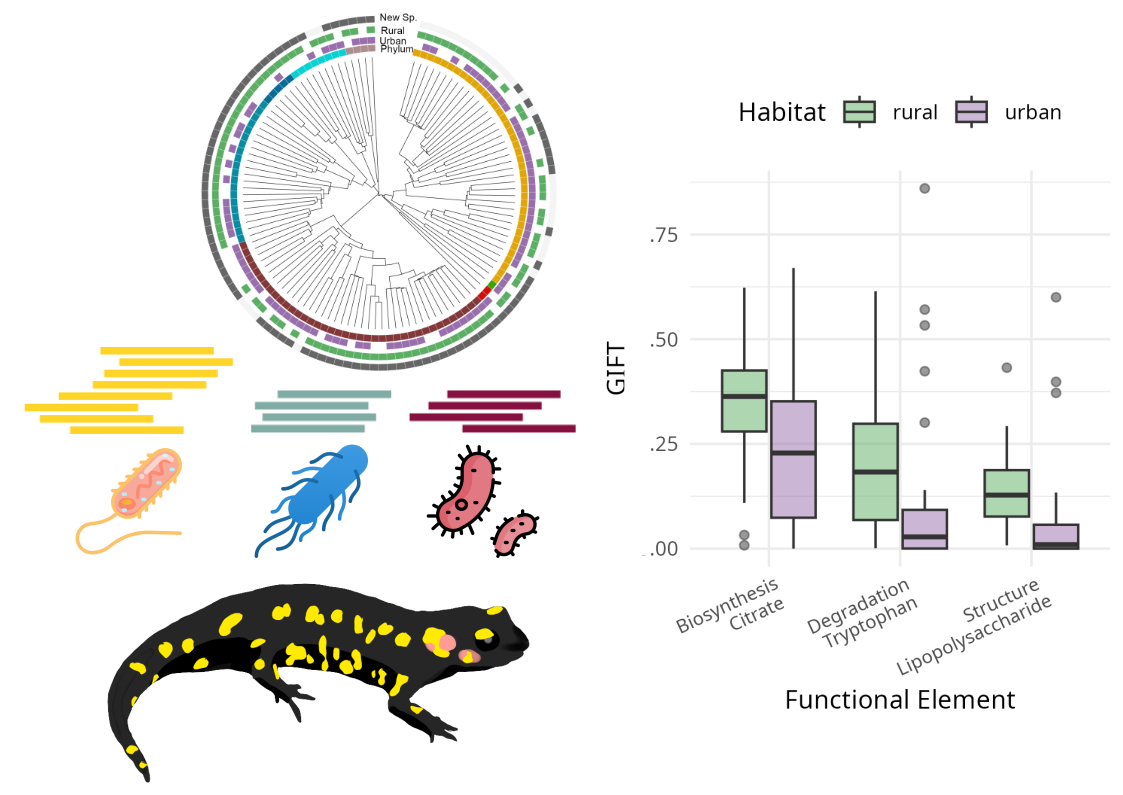 New Sp.
Rural
Urban
Phylum
Habitat rural urban
.75
.50
.25
.00
GIFT
Biosynthesis
Citrate
Degradation
Tryptophan
Structure
Lipopolysaccharide
Functional Element